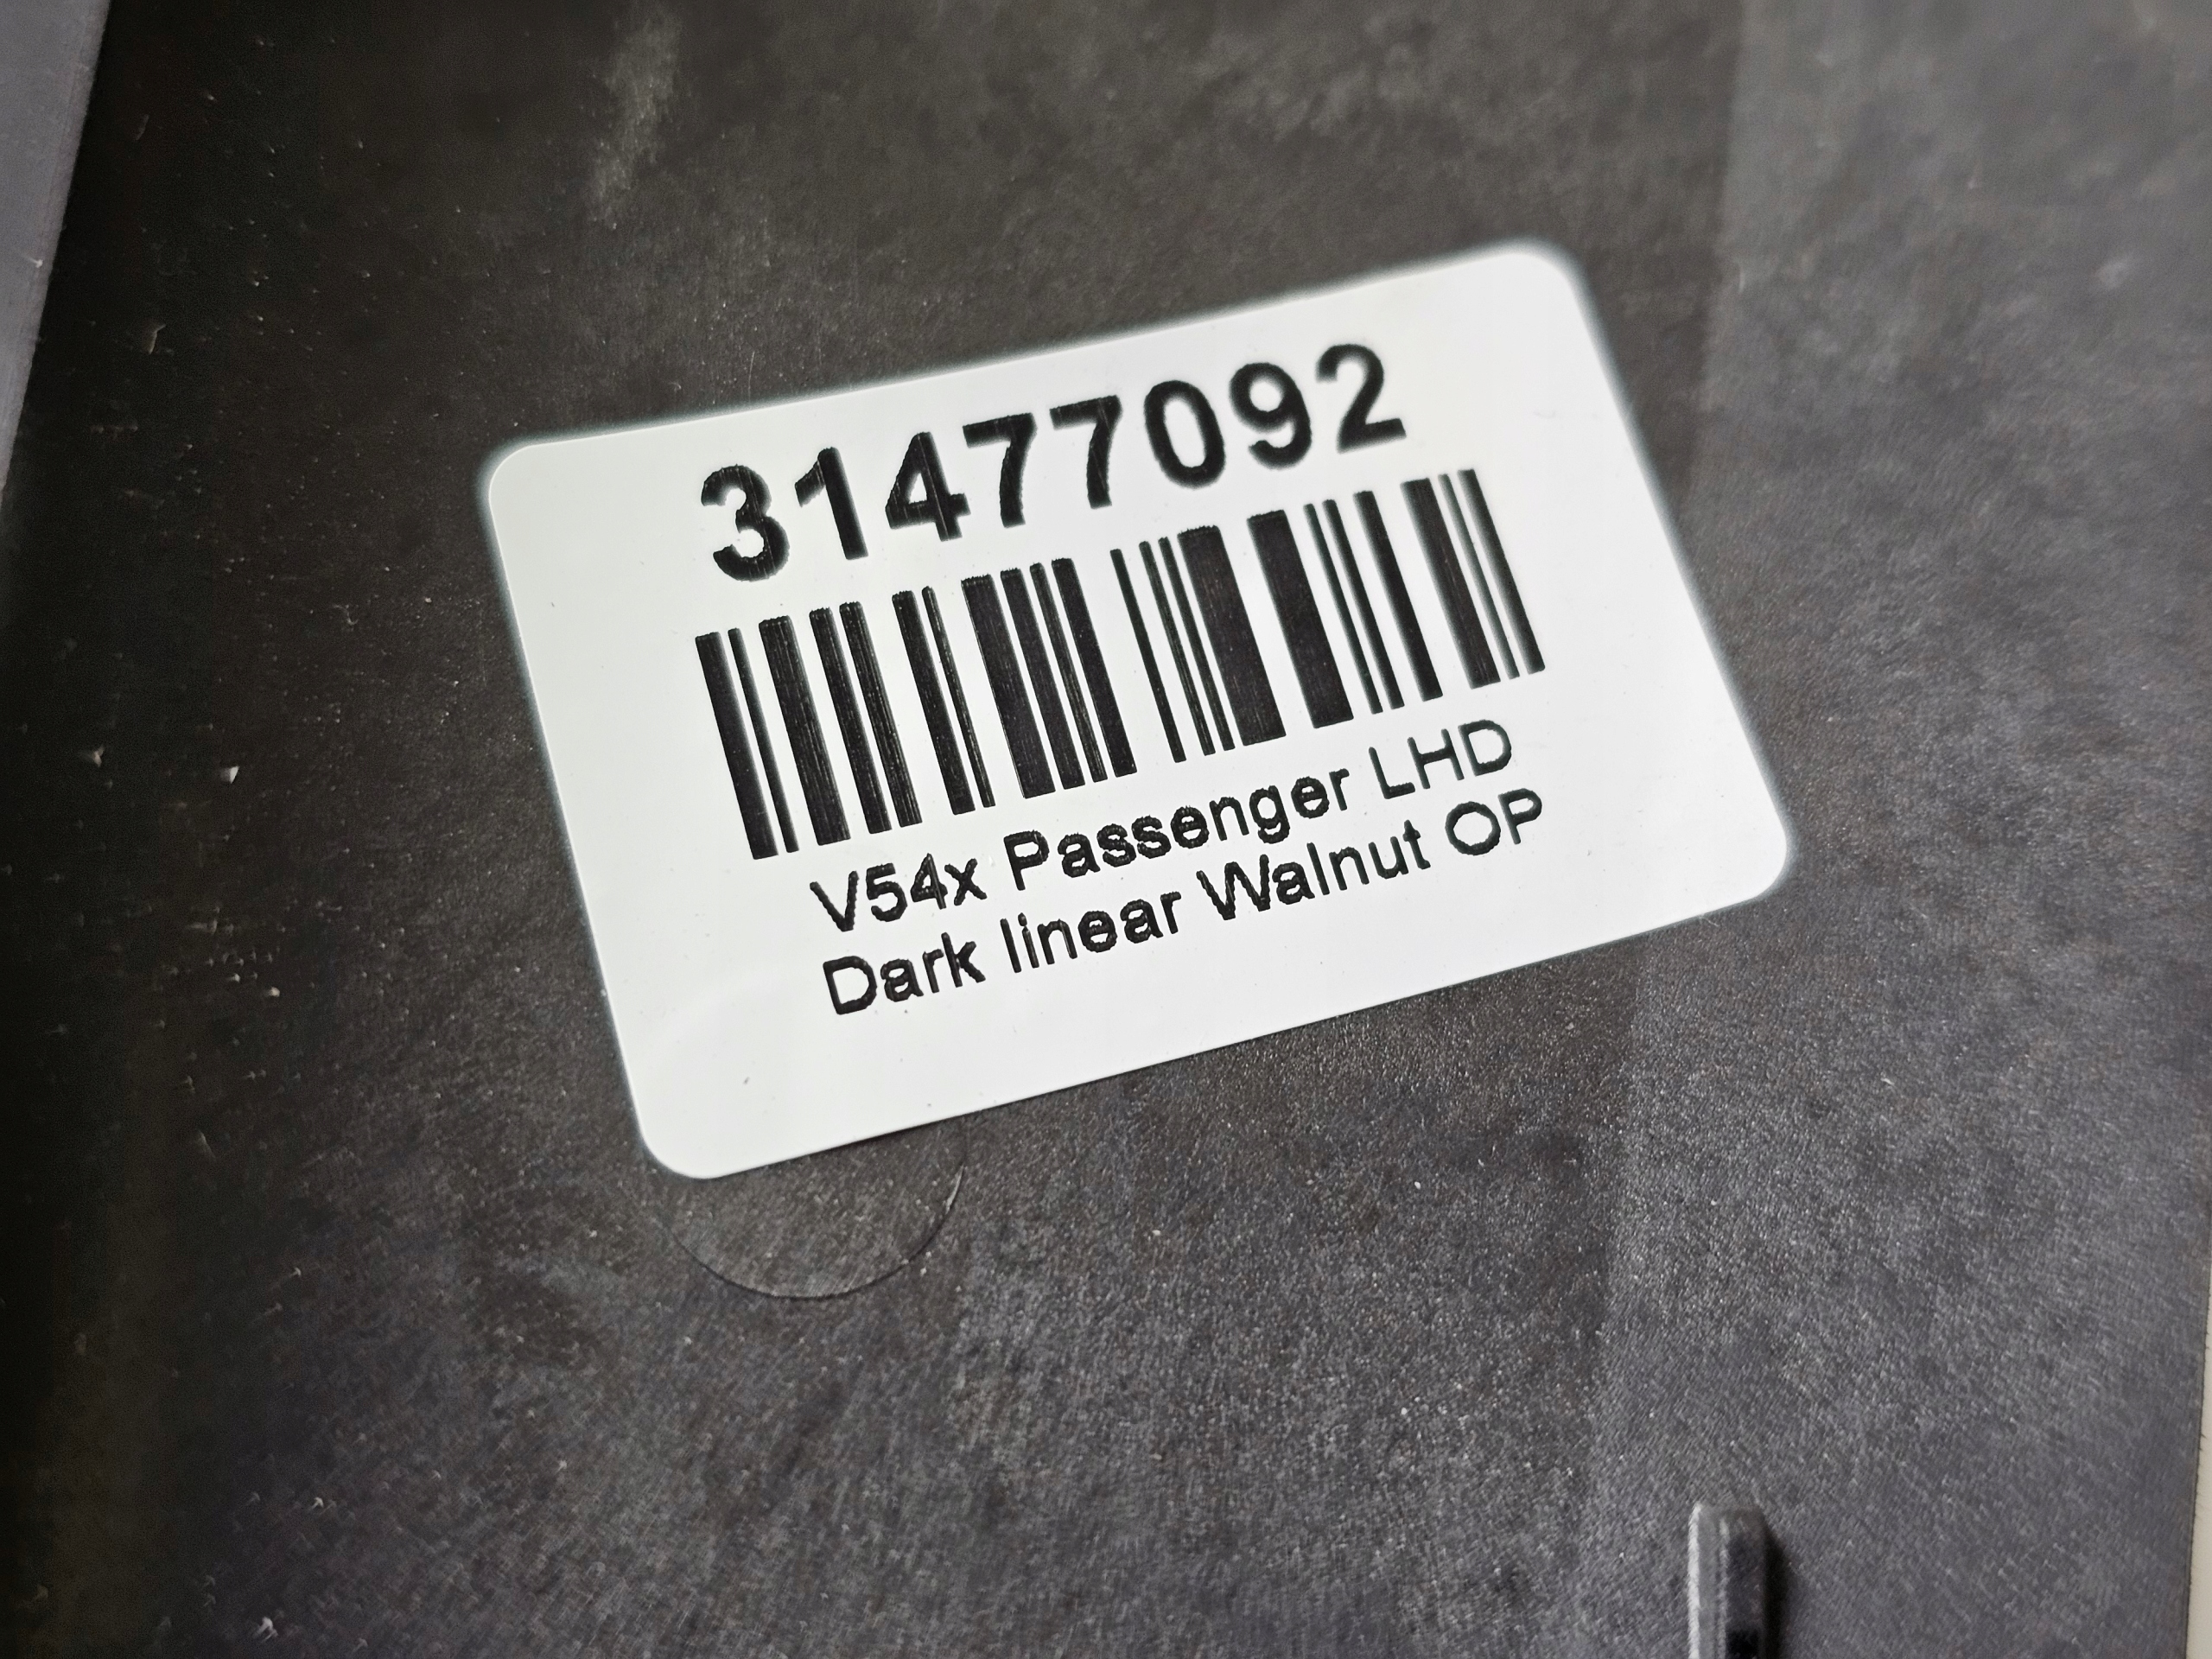 31477092
V54x Passenger LHD
Dark linear Walnut OP